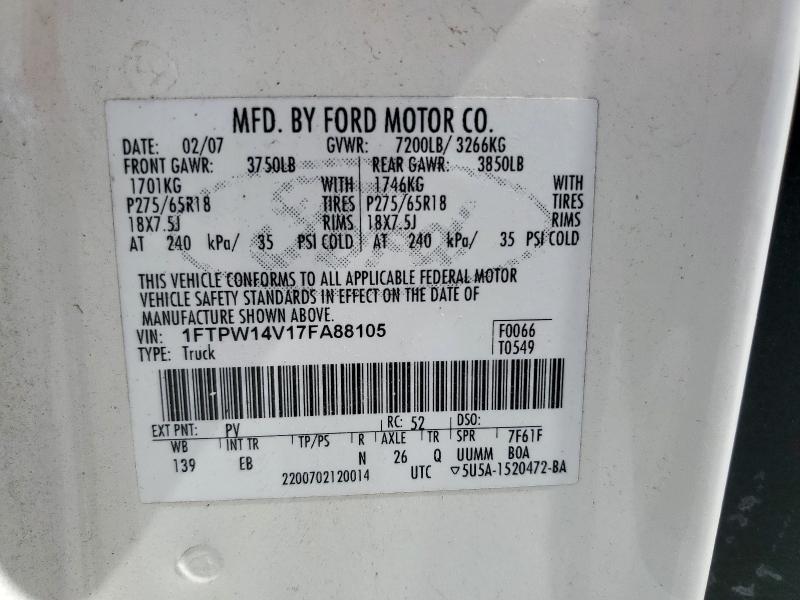 MFD. BY FORD MOTOR CO.
DATE: 02/07 GVWR: 7200LB/ 3266KG
FRONT GAWR: 3750LB REAR GAWR: 3850LB
1701KG WITH 1746KG WITH
P275/65R18 TIRES P275/65R18 TIRES
18X7.5J RIMS 18X7.5J RIMS
AT 240 kPa/ 35 PSI COLD AT 240 kPa/ 35 PSI COLD
THIS VEHICLE CONFORMS TO ALL APPLICABLE FEDERAL MOTOR
VEHICLE SAFETY STANDARDS IN EFFECT ON THE DATE OF
MANUFACTURE SHOWN ABOVE.
VIN: 1FTPW14V17FA88105 F0066
TYPE: Truck T0549
EXT PNT: PV RC: 52 DSO:
WB INT TR TP/PS R AXLE TR SPR 7F61F
139 EB N 26 Q UUMM B0A
2200702120014 UTC ▽5U5A-1520472-BA